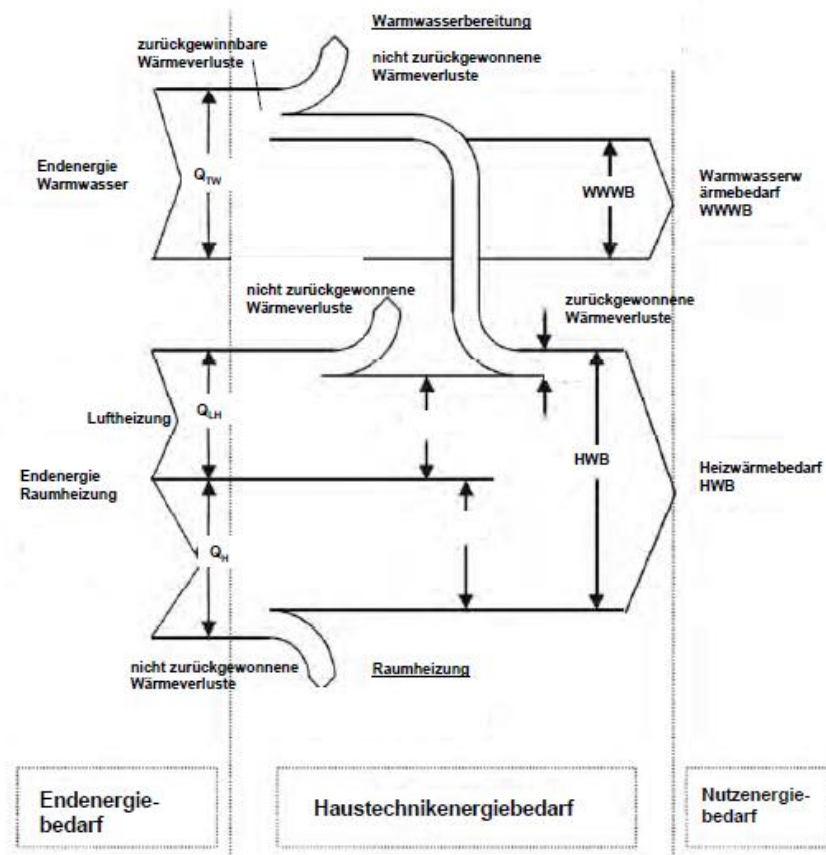 Warmwasserbereitung
zurückgewinnbare
Wärmeverluste
nicht zurückgewonnene
Wärmeverluste
Endenergie
Warmwasser
Q_TW
WWWB
Warmwasserw
ärmebedarf
WWWB
nicht zurückgewonnene
Wärmeverluste
zurückgewonnene
Wärmeverluste
Luftheizung
Q_LH
Endenergie
Raumheizung
HWB
Heizwärmebedarf
HWB
Q_H
nicht zurückgewonnene
Wärmeverluste
Raumheizung
Endenergie-
bedarf
Haustechnikenergiebedarf
Nutzenergie-
bedarf